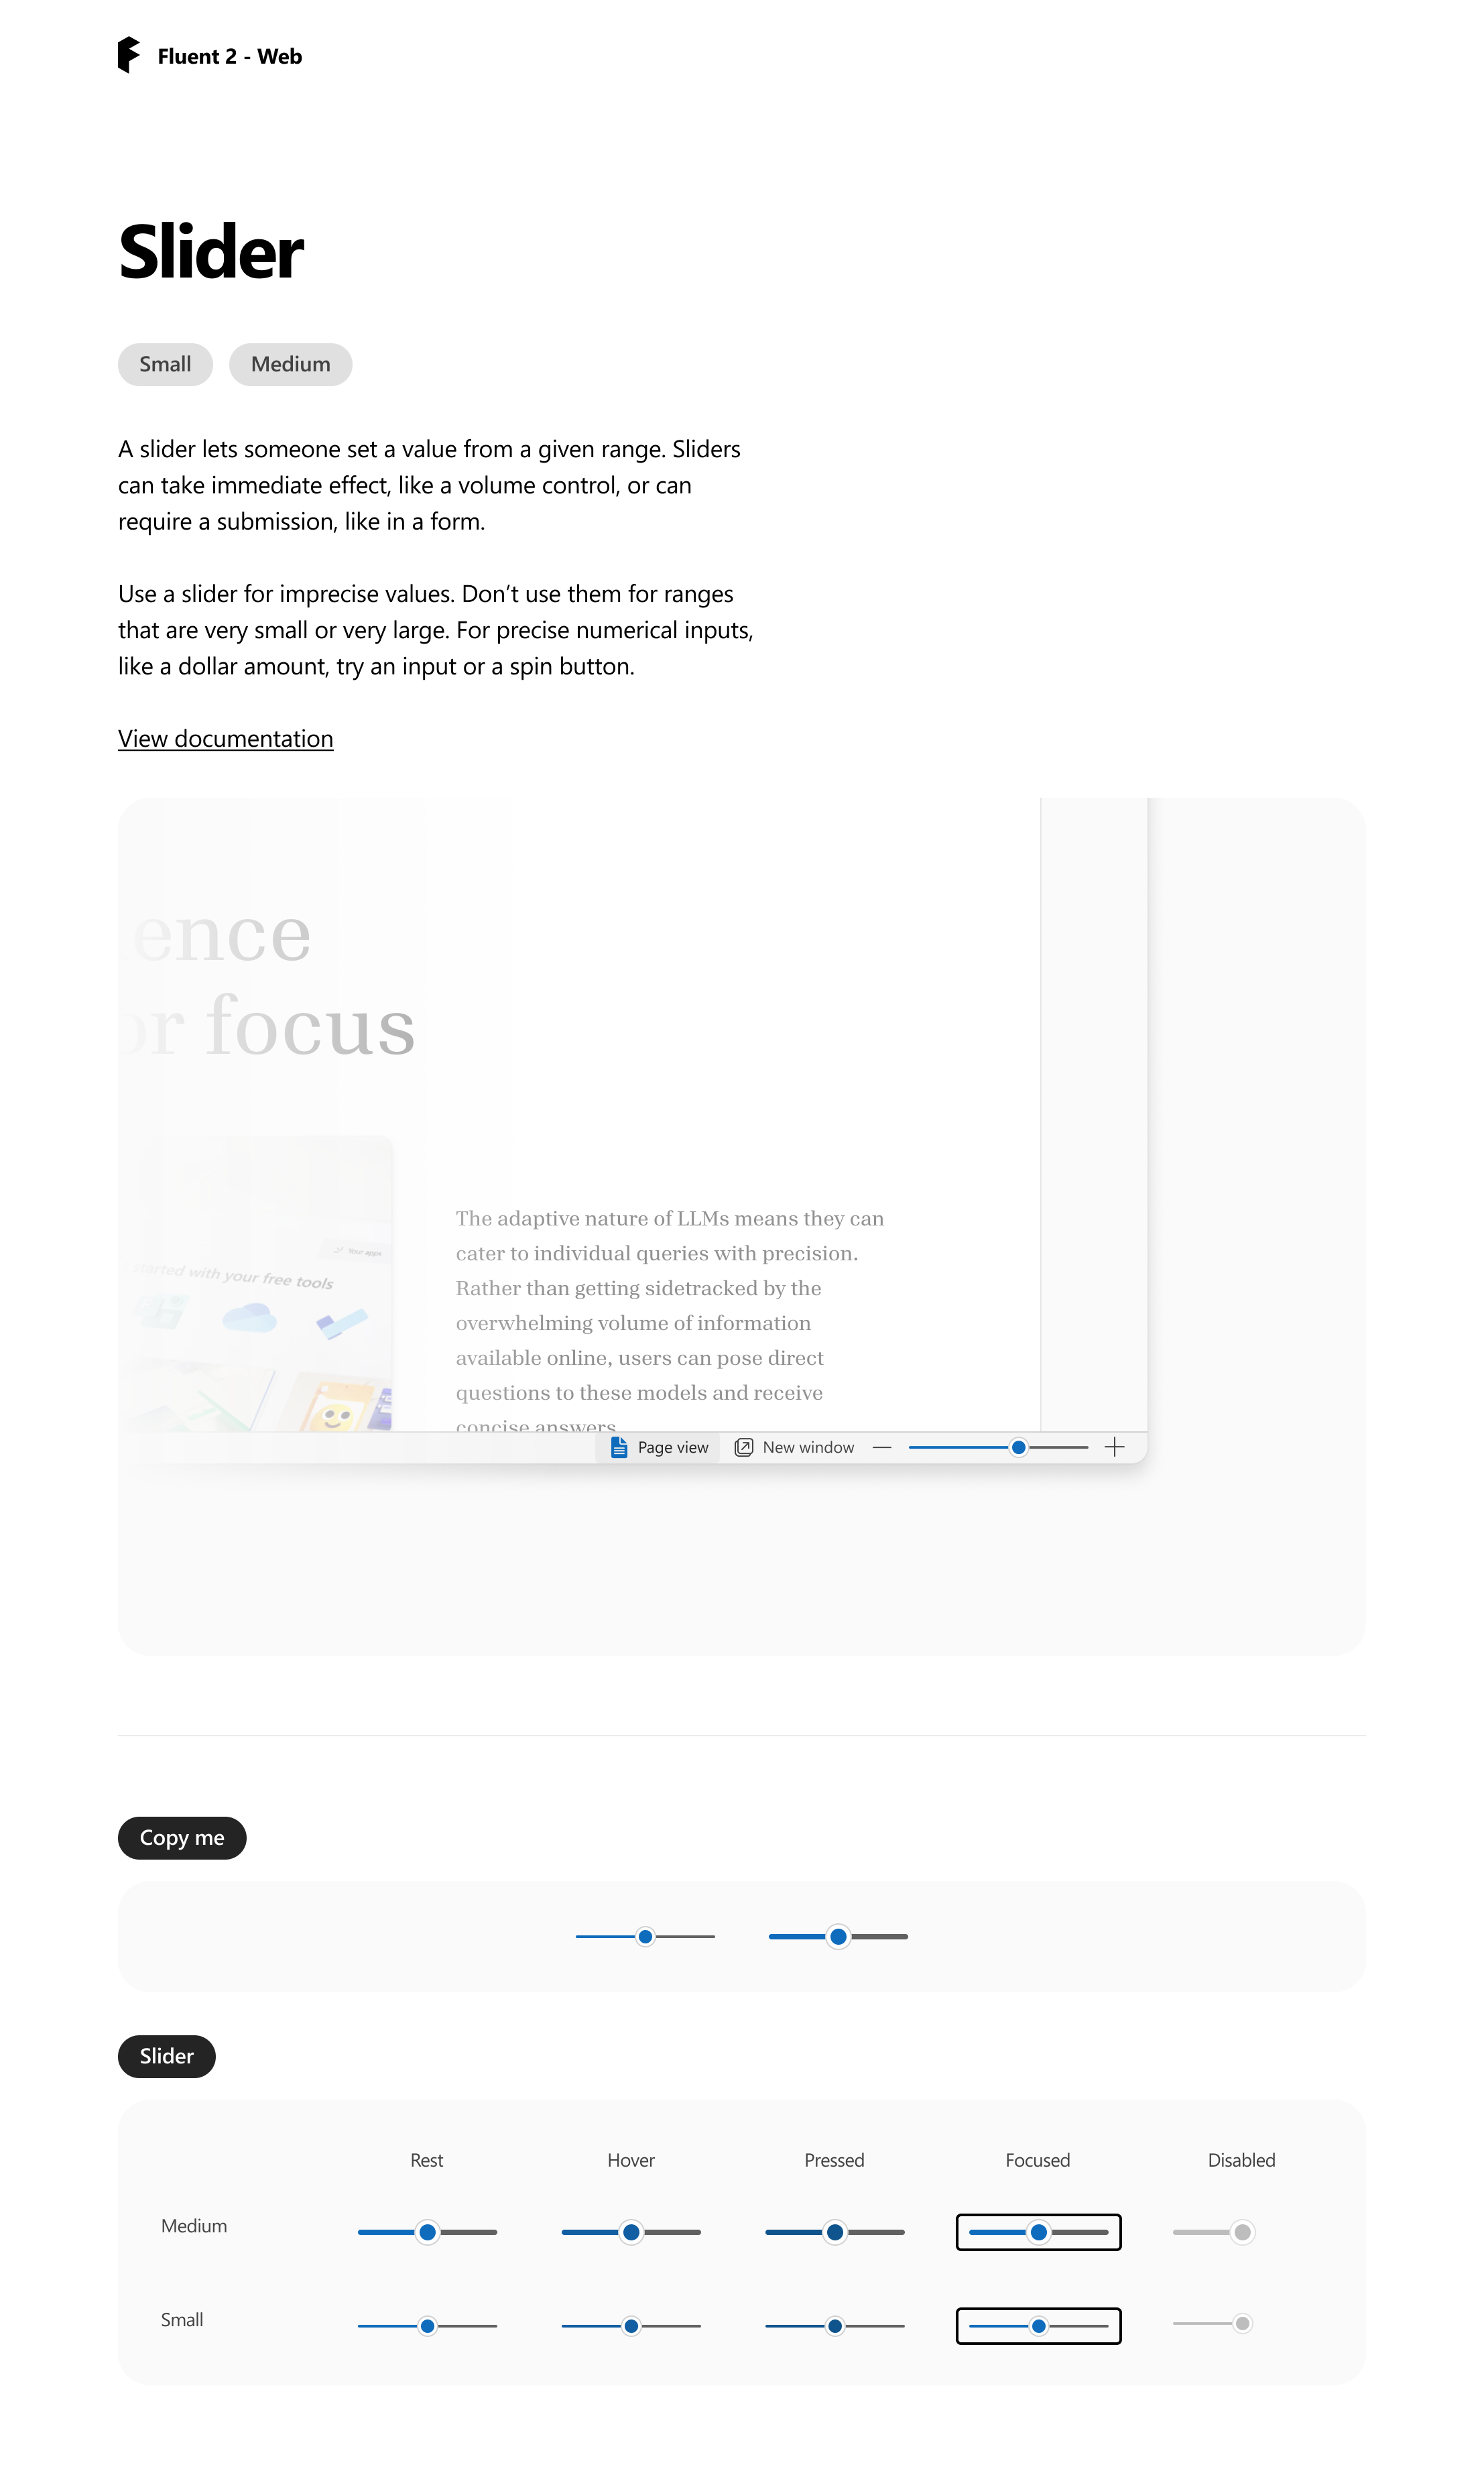 Fluent 2 - Web
Slider
Small
Medium
A slider lets someone set a value from a given range. Sliders
can take immediate effect, like a volume control, or can
require a submission, like in a form.
Use a slider for imprecise values. Don’t use them for ranges
that are very small or very large. For precise numerical inputs,
like a dollar amount, try an input or a spin button.
View documentation
ence
or focus
Your apps
started with your free tools
The adaptive nature of LLMs means they can
cater to individual queries with precision.
Rather than getting sidetracked by the
overwhelming volume of information
available online, users can pose direct
questions to these models and receive
concise answers
Page view
New window
Copy me
Slider
Rest
Hover
Pressed
Focused
Disabled
Medium
Small